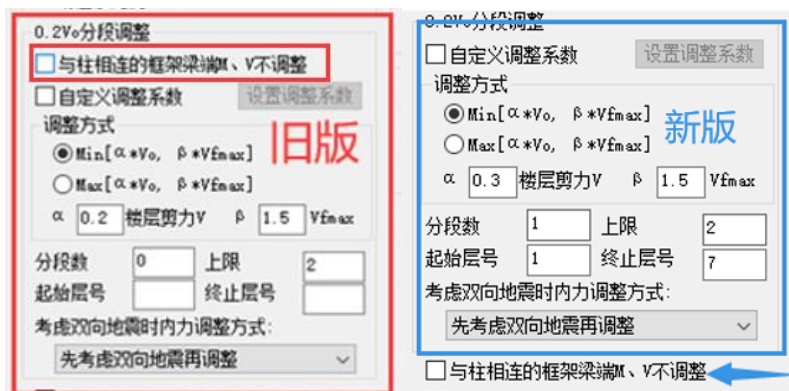 0.2Vo分段调整
与柱相连的框架梁端M、V不调整
自定义调整系数 设置调整系数
调整方式
Min[α*Vo, β*Vfmax]
Max[α*Vo, β*Vfmax]
α 0.2 楼层剪力V β 1.5 Vfmax
分段数 0 上限 2
起始层号 终止层号
考虑双向地震时内力调整方式:
先考虑双向地震再调整
旧版
0.2Vo分段调整
自定义调整系数 设置调整系数
调整方式
Min[α*Vo, β*Vfmax]
Max[α*Vo, β*Vfmax]
α 0.3 楼层剪力V β 1.5 Vfmax
分段数 1 上限 2
起始层号 1 终止层号 7
考虑双向地震时内力调整方式:
先考虑双向地震再调整
与柱相连的框架梁端M、V不调整
新版